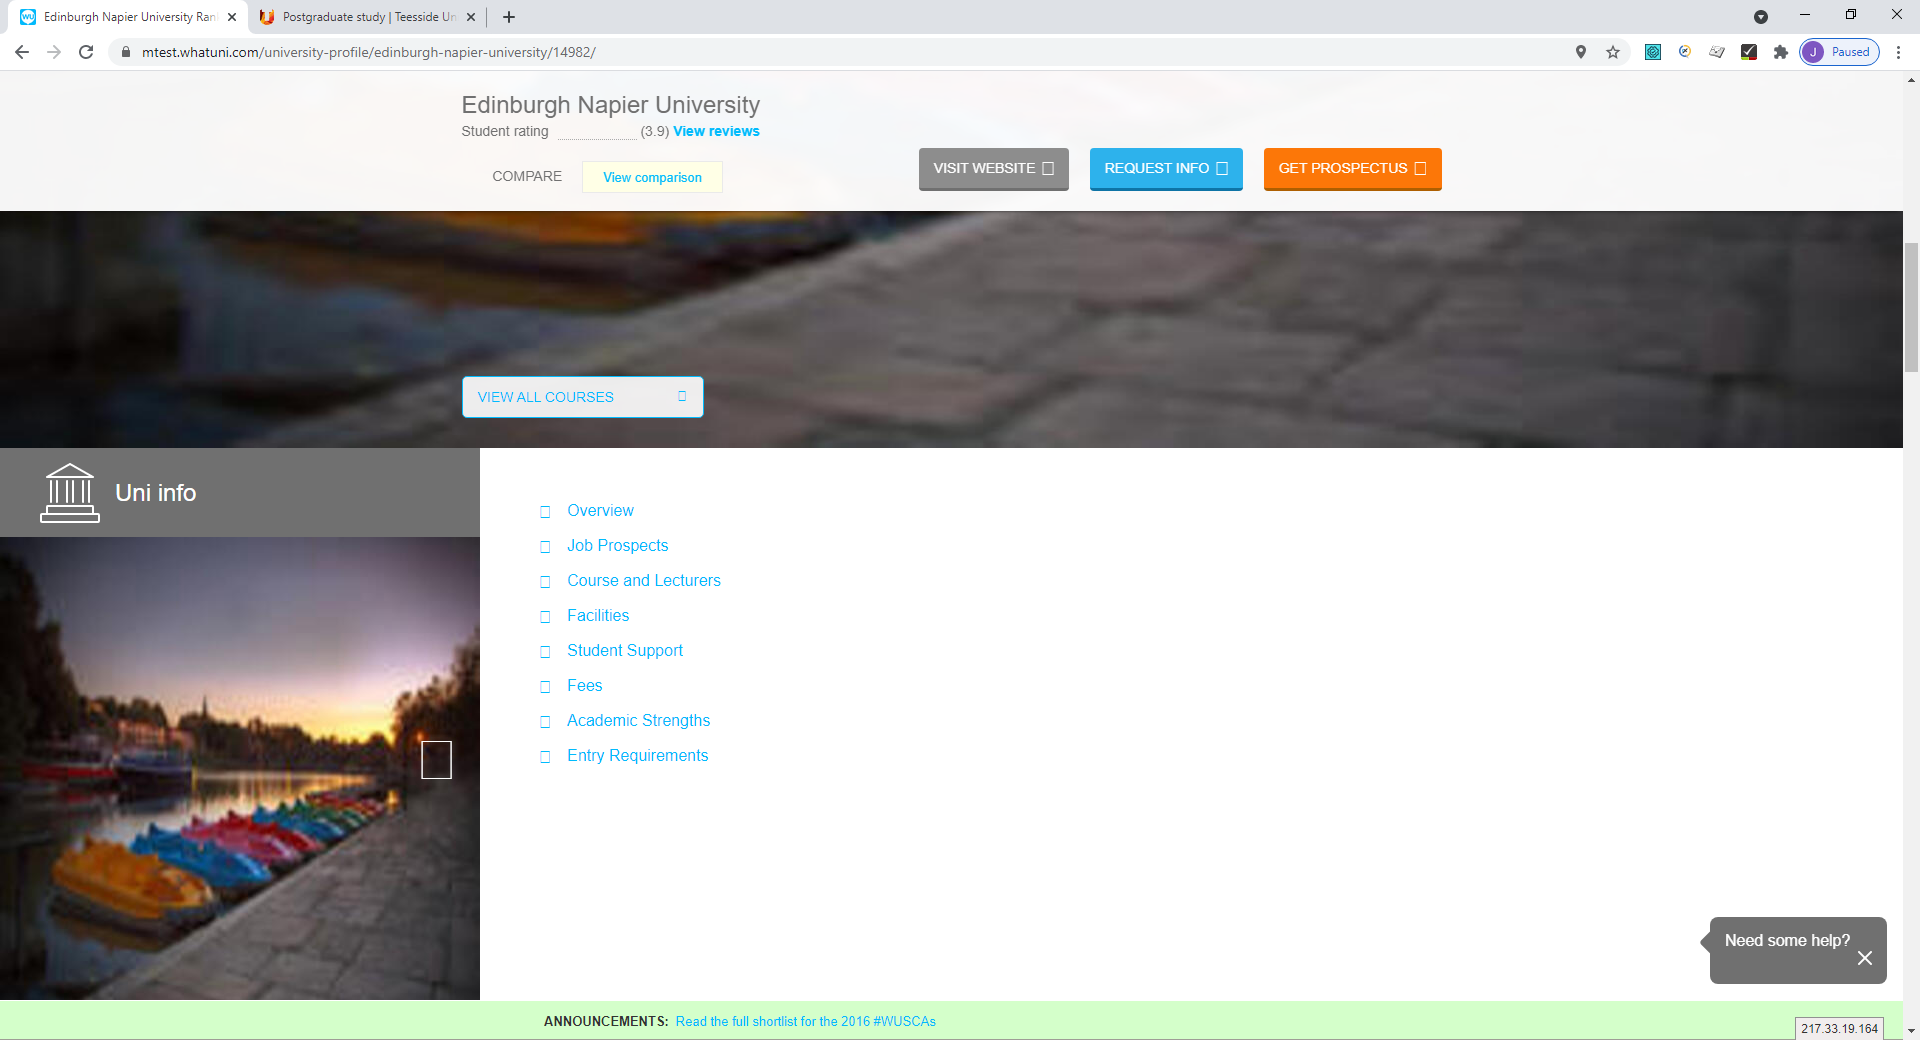 Edinburgh Napier University Ran
Postgraduate study | Teesside Un
mtest.whatuni.com/university-profile/edinburgh-napier-university/14982/
J Paused
Edinburgh Napier University
Student rating (3.9) View reviews
COMPARE View comparison
VISIT WEBSITE
REQUEST INFO
GET PROSPECTUS
VIEW ALL COURSES
Uni info
Overview
Job Prospects
Course and Lecturers
Facilities
Student Support
Fees
Academic Strengths
Entry Requirements
Need some help?
ANNOUNCEMENTS: Read the full shortlist for the 2016 #WUSCAs
217.33.19.164